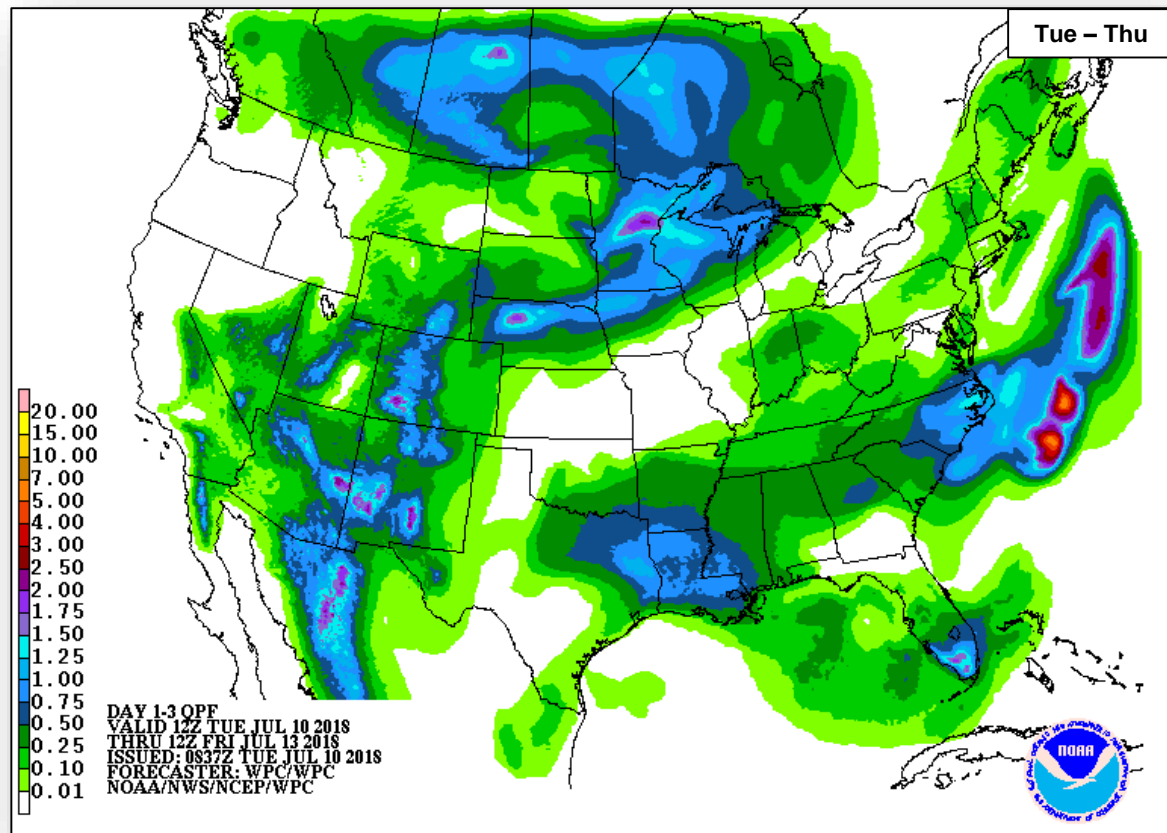 Tue – Thu
20.00
15.00
10.00
7.00
5.00
4.00
3.00
2.50
2.00
1.75
1.50
1.25
1.00
0.75
0.50
0.25
0.10
0.01
DAY 1-3 QPF
VALID 12Z TUE JUL 10 2018
THRU 12Z FRI JUL 13 2018
ISSUED: 0837Z TUE JUL 10 2018
FORECASTER: WPC/WPC
NOAA/NWS/NCEP/WPC
NOAA